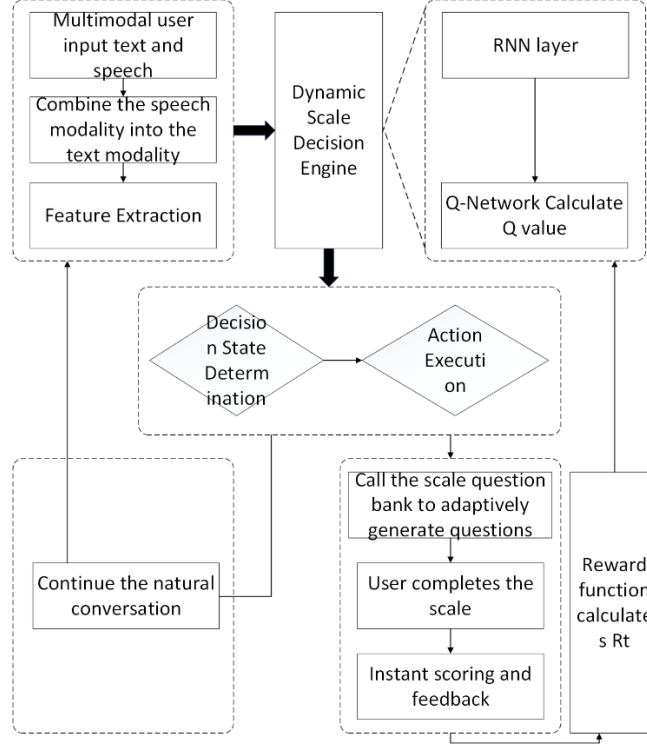 Multimodal user
input text and
speech
Combine the speech
modality into the
text modality
Feature Extraction
Dynamic
Scale
Decision
Engine
RNN layer
Q-Network Calculate
Q value
Decisio
n State
Determ
ination
Action
Executi
on
Call the scale question
bank to adaptively
generate questions
User completes the
scale
Instant scoring and
feedback
Continue the natural
conversation
Reward
function
calculate
s Rt